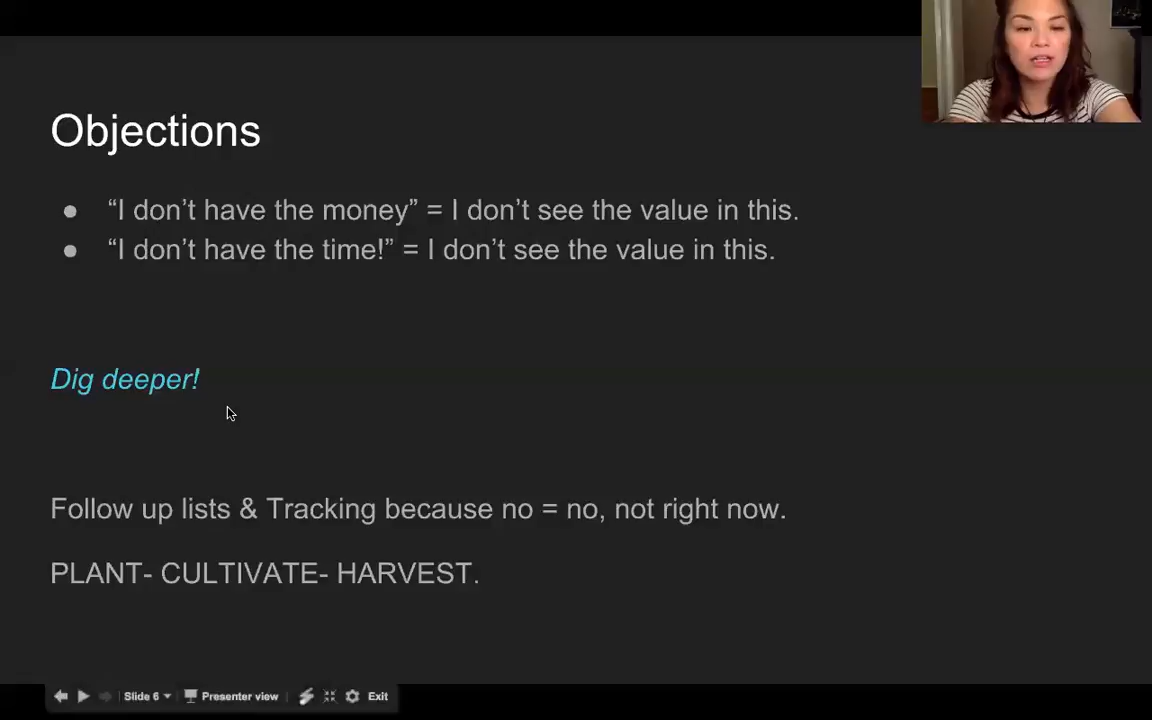 Objections
● “I don’t have the money” = I don’t see the value in this.
● “I don’t have the time!” = I don’t see the value in this.
Dig deeper!
Follow up lists & Tracking because no = no, not right now.
PLANT- CULTIVATE- HARVEST.
Slide 6 Presenter view Exit